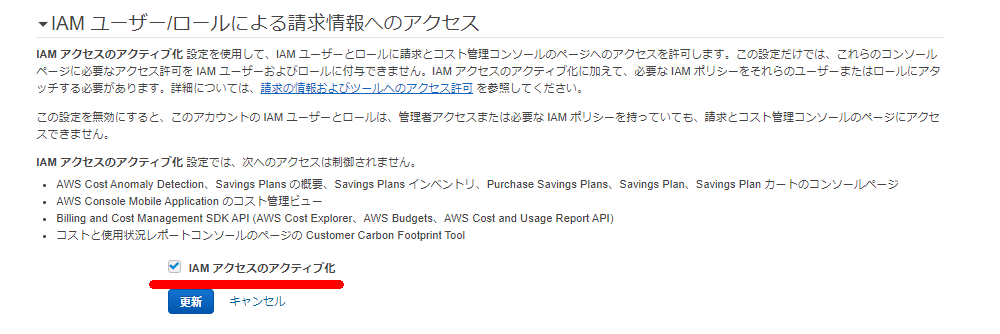 IAM ユーザー/ロールによる請求情報へのアクセス
IAM アクセスのアクティブ化 設定を使用して、IAM ユーザーとロールに請求とコスト管理コンソールのページへのアクセスを許可します。この設定だけでは、これらのコンソール
ページに必要なアクセス許可を IAM ユーザーおよびロールに付与できません。IAM アクセスのアクティブ化に加えて、必要な IAM ポリシーをそれらのユーザーまたはロールにアタ
ッチする必要があります。詳細については、請求の情報およびツールへのアクセス許可 を参照してください。
この設定を無効にすると、このアカウントの IAM ユーザーとロールは、管理者アクセスまたは必要な IAM ポリシーを持っていても、請求とコスト管理コンソールのページにアクセ
スできません。
IAM アクセスのアクティブ化 設定では、次へのアクセスは制御されません。
• AWS Cost Anomaly Detection、Savings Plans の概要、Savings Plans インベントリ、Purchase Savings Plans、Savings Plan、Savings Plan カートのコンソールページ
• AWS Console Mobile Application のコスト管理ビュー
• Billing and Cost Management SDK API (AWS Cost Explorer、AWS Budgets、AWS Cost and Usage Report API)
• コストと使用状況レポートコンソールのページの Customer Carbon Footprint Tool
IAM アクセスのアクティブ化
更新 キャンセル